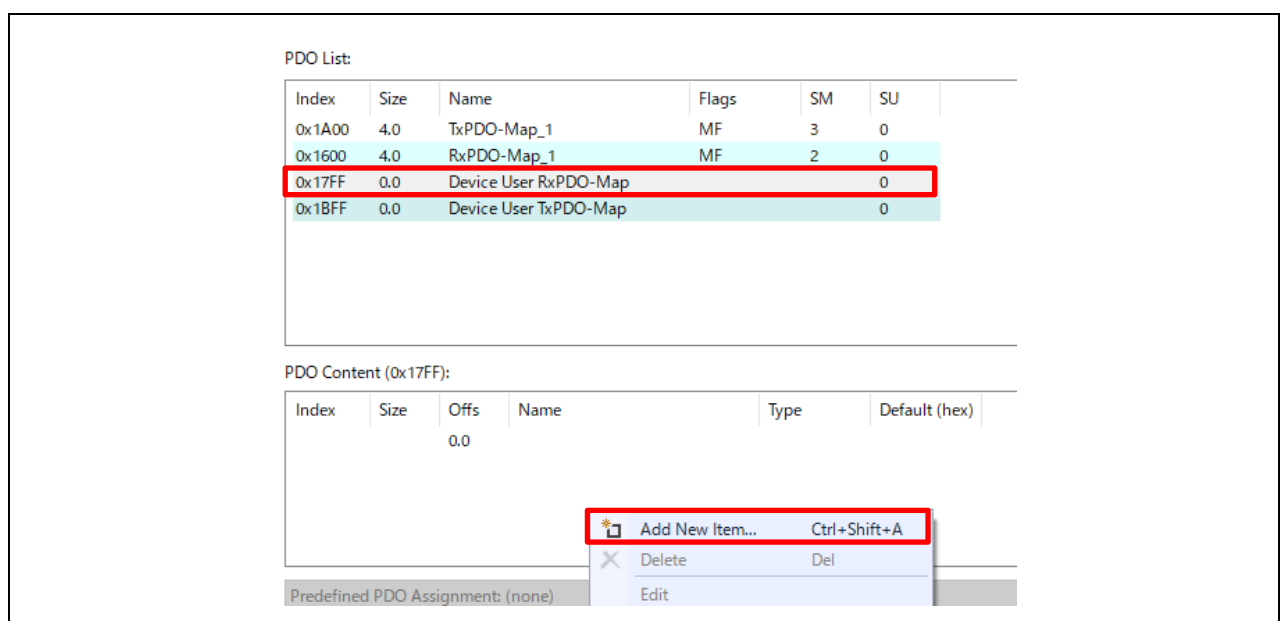 PDO List:
Index Size Name Flags SM SU
0x1A00 4.0 TxPDO-Map_1 MF 3 0
0x1600 4.0 RxPDO-Map_1 MF 2 0
0x17FF 0.0 Device User RxPDO-Map 0
0x1BFF 0.0 Device User TxPDO-Map 0
PDO Content (0x17FF):
Index Size Offs Name Type Default (hex)
0.0
Add New Item... Ctrl+Shift+A
Delete Del
Predefined PDO Assignment: (none) Edit